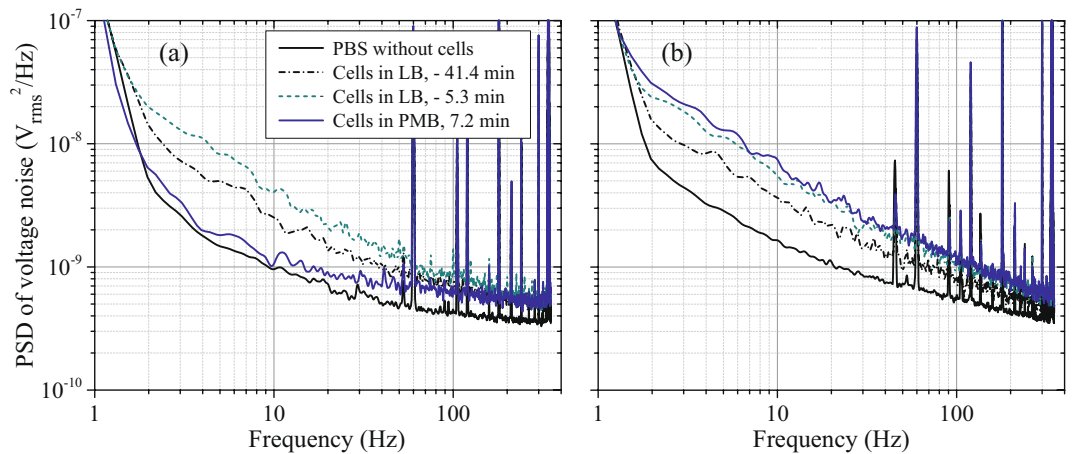 10⁻⁷
10⁻⁸
10⁻⁹
10⁻¹⁰
PSD of voltage noise (Vrms²/Hz)
(a)
PBS without cells
Cells in LB, - 41.4 min
Cells in LB, - 5.3 min
Cells in PMB, 7.2 min
(b)
1 10 100
1 10 100
Frequency (Hz)
Frequency (Hz)